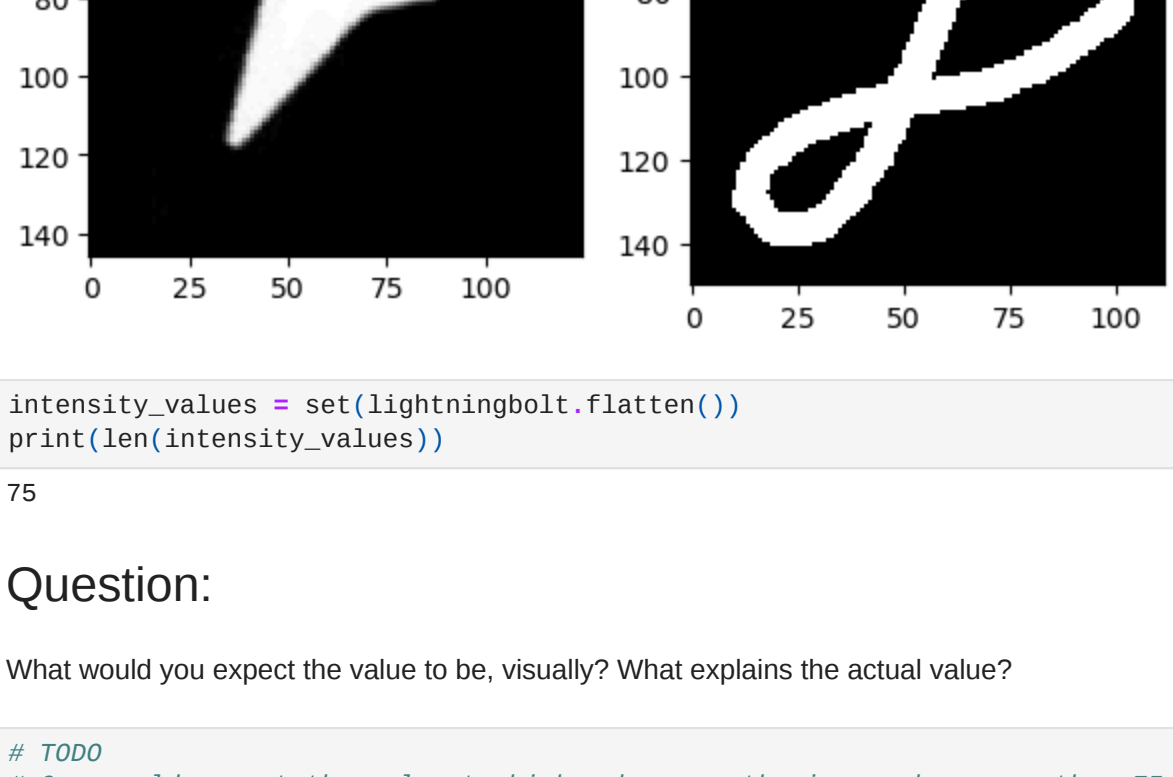 80
100
120
140
0 25 50 75 100
80
100
120
140
0 25 50 75 100
intensity_values = set(lightningbolt.flatten())
print(len(intensity_values))
75
Question:
What would you expect the value to be, visually? What explains the actual value?
# TODO